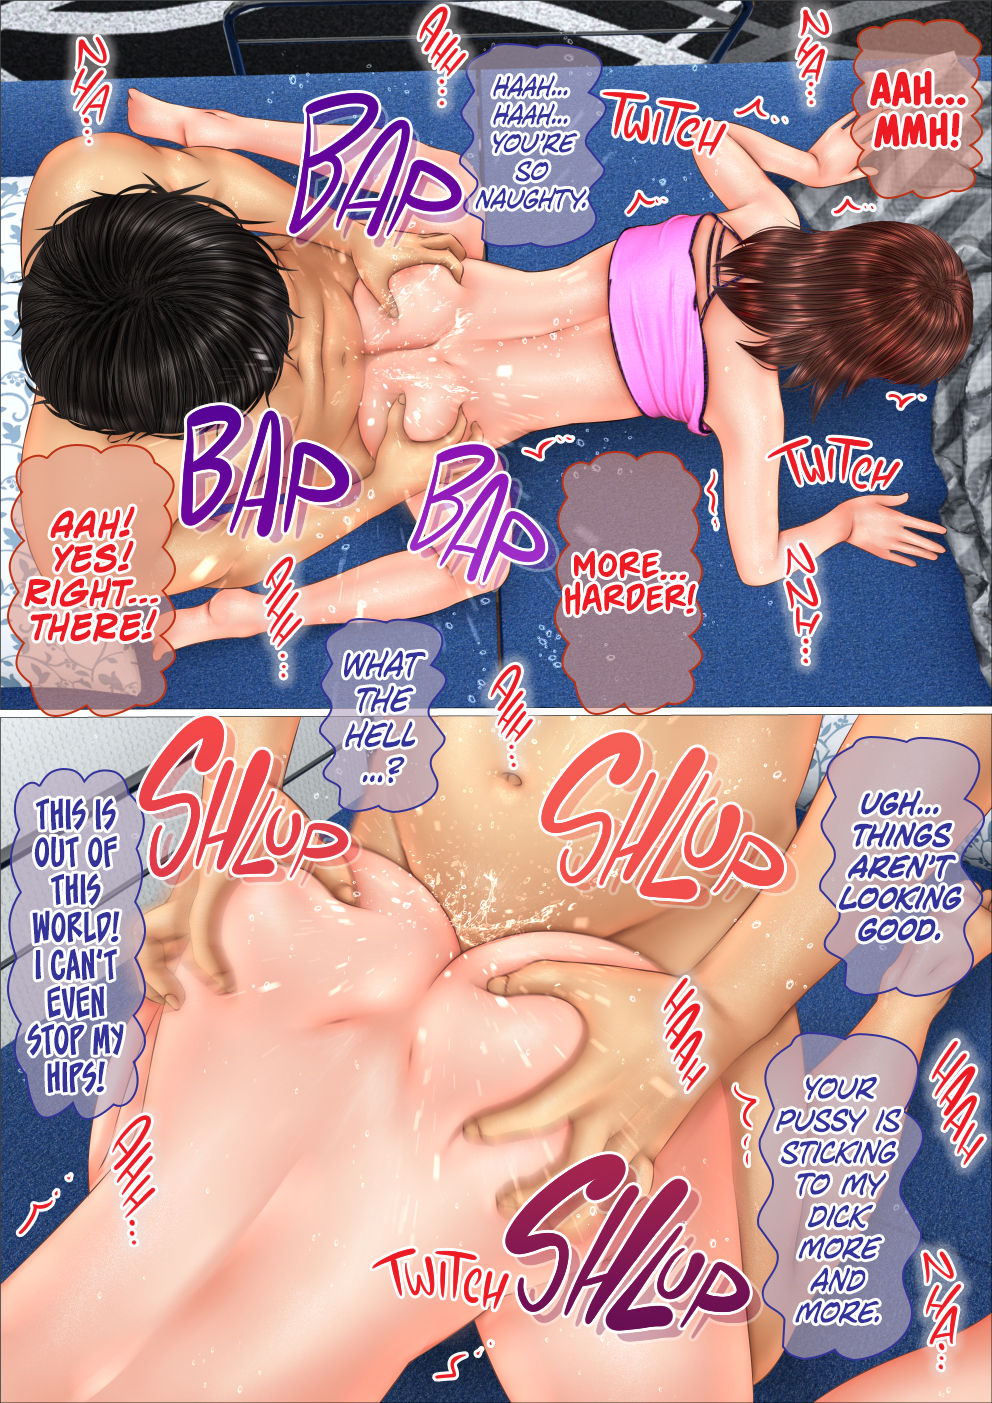 NHA...
AHH...
NHA...
HAAH...
HAAH...
YOU'RE
SO
NAUGHTY.
AAH...
MMH!
BAP
TWITCH
BAP
BAP
TWITCH
AAH!
YES!
RIGHT...
THERE!
AHH...
MORE...
HARDER!
NNH...
WHAT
THE
HELL
...?
AHH...
SHLUP
SHLUP
UGH...
THINGS
AREN'T
LOOKING
GOOD.
THIS IS
OUT OF
THIS
WORLD!
I CAN'T
EVEN
STOP MY
HIPS!
HAAH
HAAH
YOUR
PUSSY IS
STICKING
TO MY
DICK
MORE
AND
MORE.
AHH...
TWITCH
SHLUP
NHA...